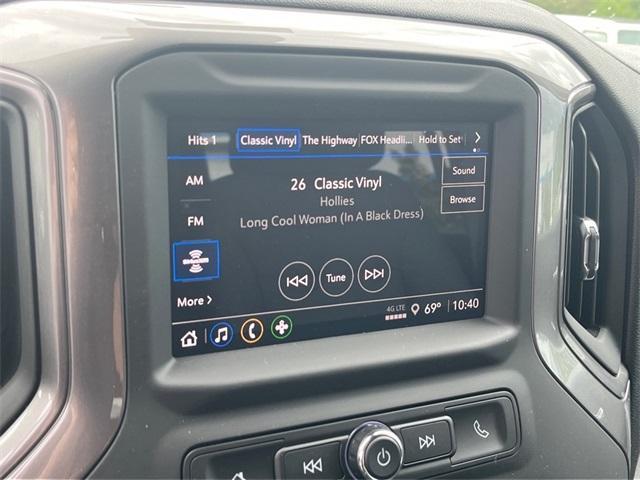 Hits 1 Classic Vinyl The Highway FOX Headli... Hold to Set
AM
26 Classic Vinyl
Sound
Hollies
Browse
FM
Long Cool Woman (In A Black Dress)
SiriusXM
Tune
More
4G LTE 69° 10:40